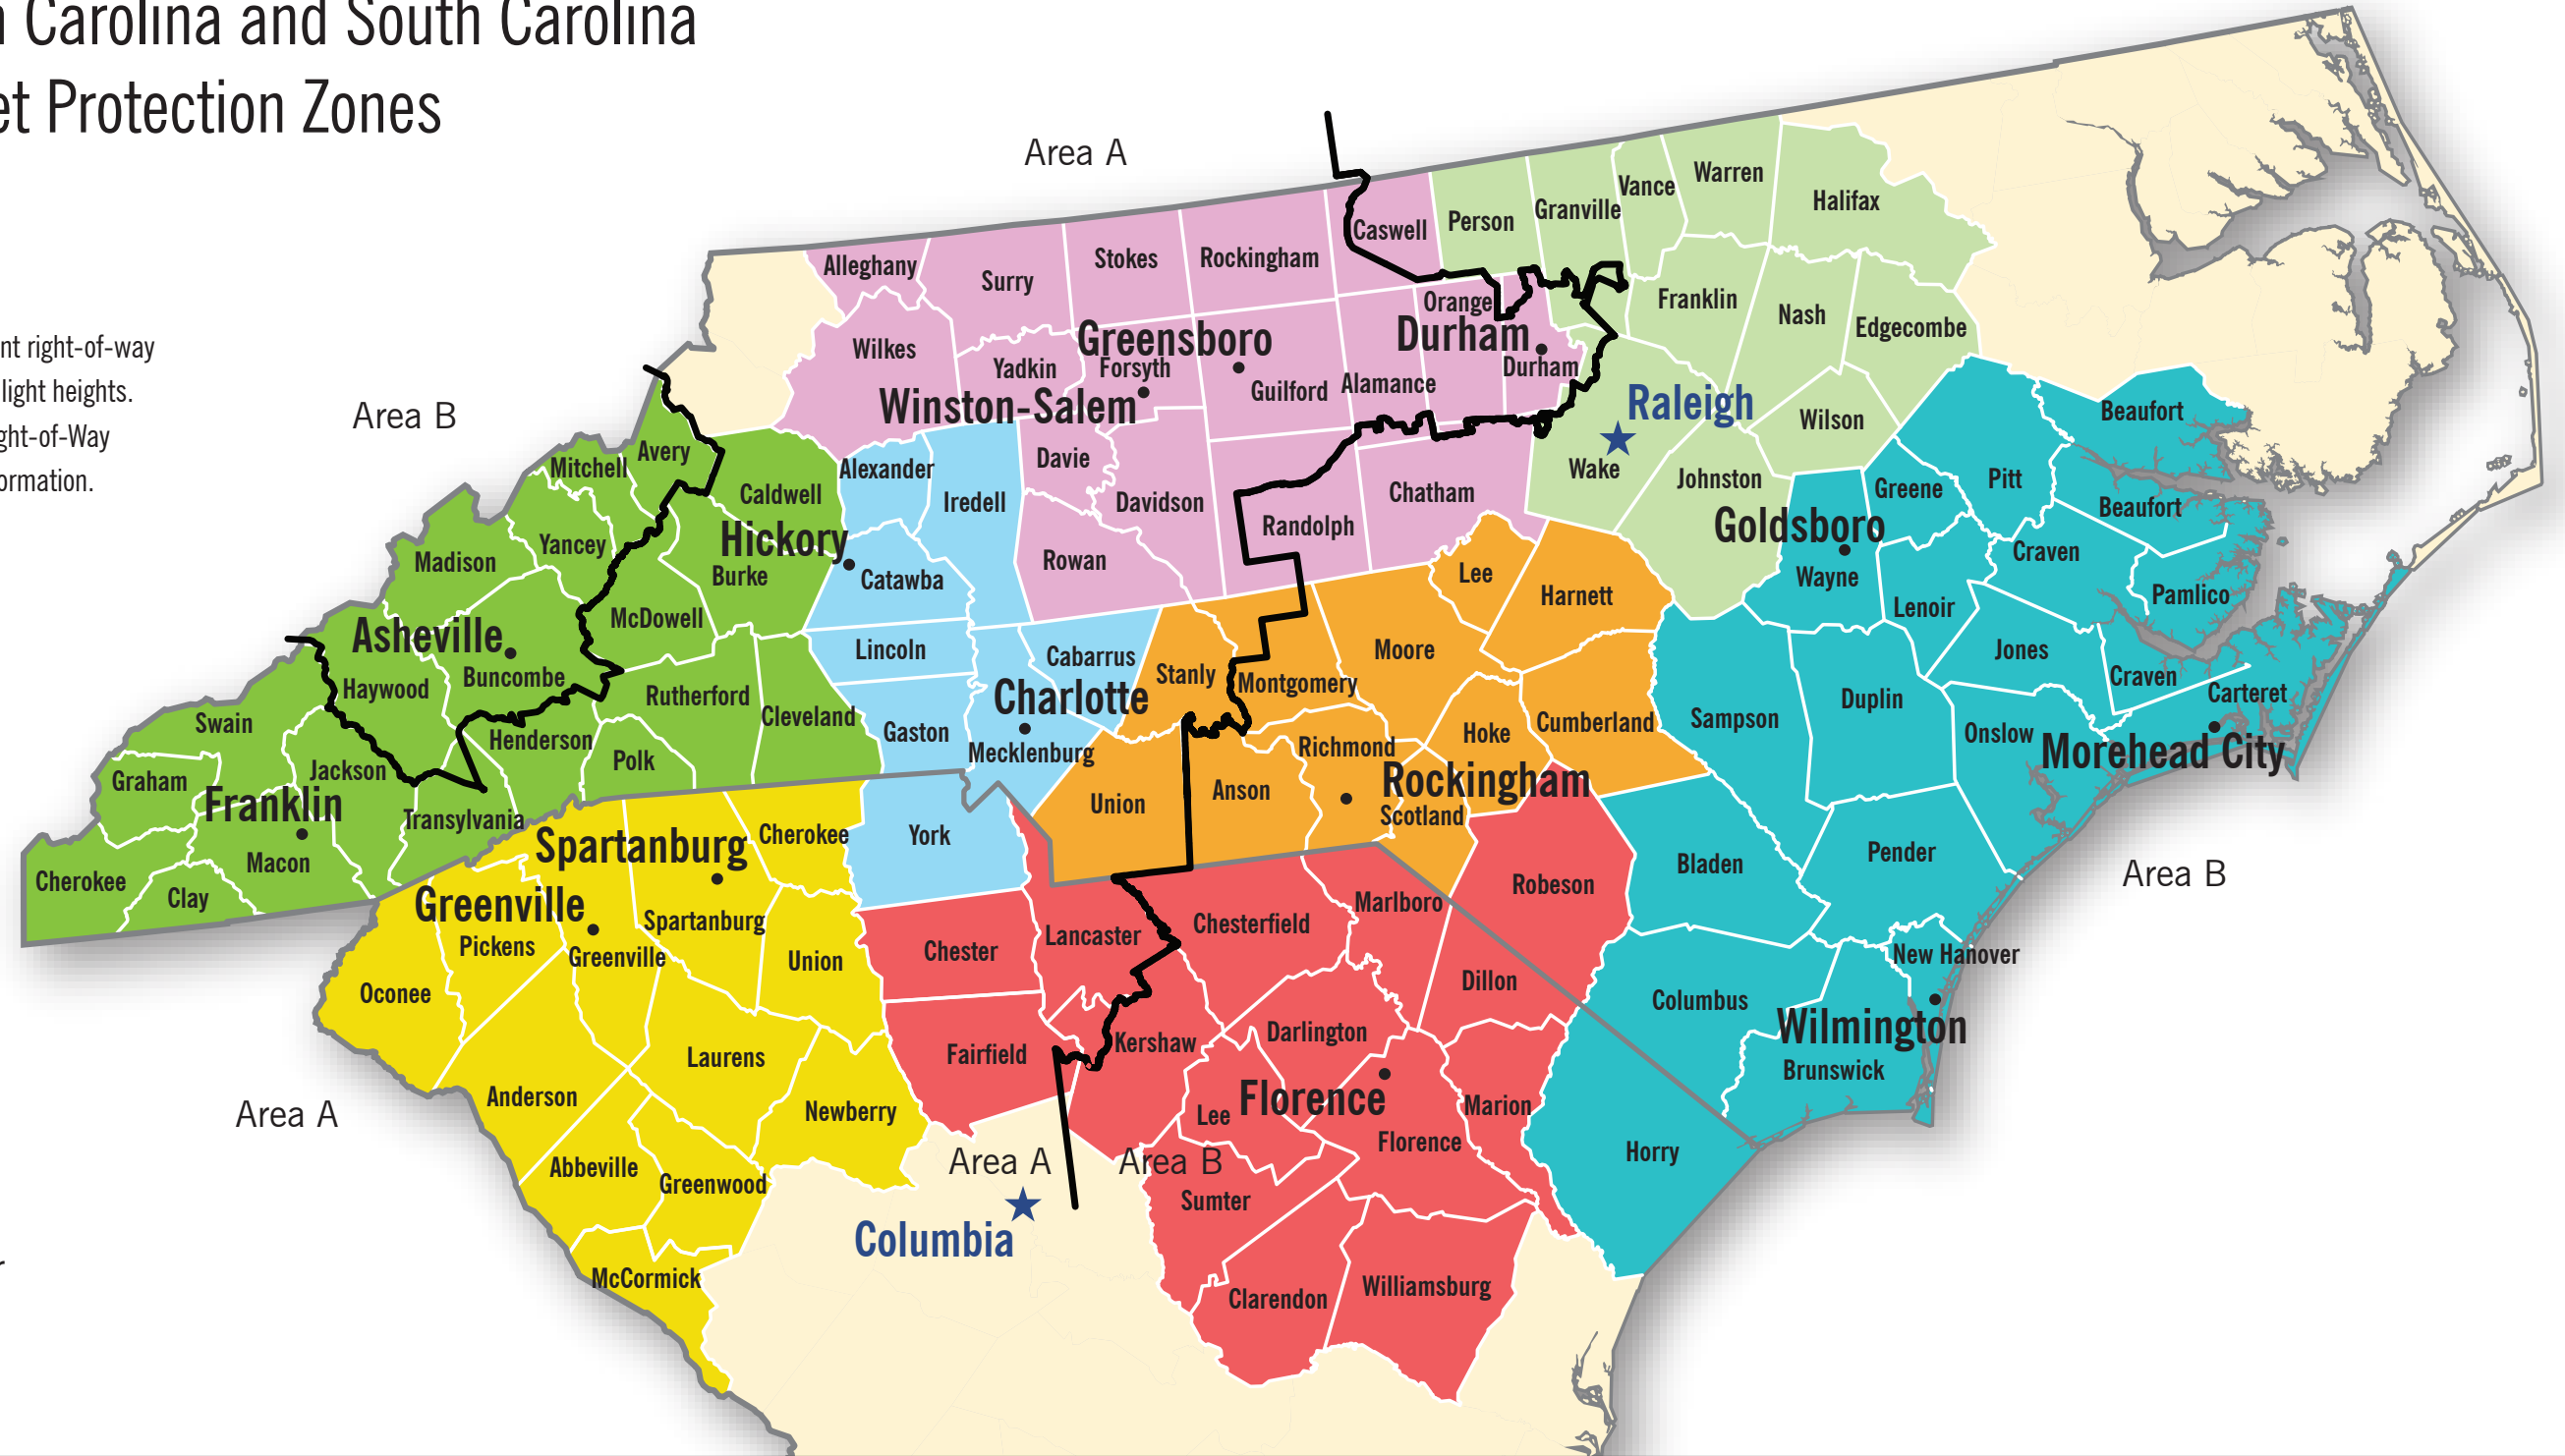 Carolina and South Carolina
et Protection Zones
nt right-of-way
light heights.
ght-of-Way
ormation.
Area A
Area B
Area B
Area A
Area A
Area B
Alleghany
Surry
Stokes
Rockingham
Caswell
Person
Granville
Vance
Warren
Halifax
Wilkes
Yadkin
Forsyth
Greensboro
Winston-Salem
Guilford
Alamance
Orange
Durham
Durham
Franklin
Nash
Edgecombe
Raleigh
Wake
Wilson
Johnston
Goldsboro
Wayne
Greene
Pitt
Beaufort
Beaufort
Craven
Pamlico
Lenoir
Jones
Craven
Carteret
Morehead City
Onslow
Duplin
Sampson
Pender
Bladen
New Hanover
Columbus
Wilmington
Brunswick
Horry
Avery
Mitchell
Caldwell
Hickory
Burke
Yancey
Madison
McDowell
Asheville
Buncombe
Haywood
Swain
Graham
Jackson
Franklin
Macon
Cherokee
Clay
Transylvania
Henderson
Polk
Rutherford
Cleveland
Alexander
Iredell
Catawba
Lincoln
Gaston
Cabarrus
Charlotte
Mecklenburg
York
Davie
Davidson
Rowan
Randolph
Chatham
Lee
Harnett
Moore
Stanly
Montgomery
Cumberland
Hoke
Richmond
Rockingham
Scotland
Anson
Union
Robeson
Spartanburg
Cherokee
Greenville
Pickens
Spartanburg
Greenville
Union
Oconee
Laurens
Anderson
Newberry
Abbeville
Greenwood
McCormick
Columbia
Chester
Lancaster
Chesterfield
Marlboro
Dillon
Fairfield
Kershaw
Darlington
Lee
Florence
Florence
Marion
Sumter
Clarendon
Williamsburg